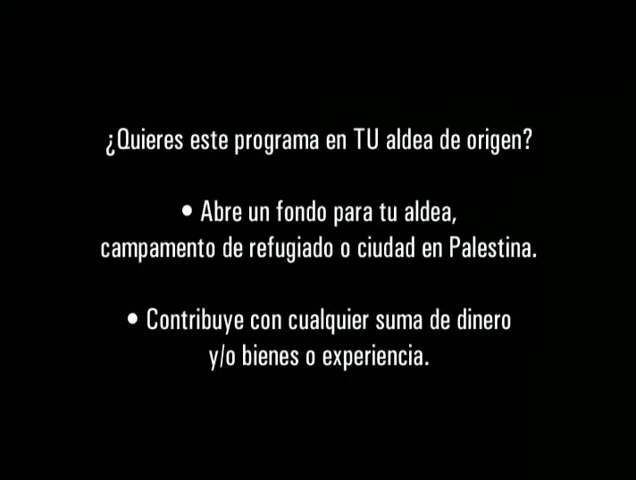 ¿Quieres este programa en TU aldea de origen?
• Abre un fondo para tu aldea,
campamento de refugiado o ciudad en Palestina.
• Contribuye con cualquier suma de dinero
y/o bienes o experiencia.